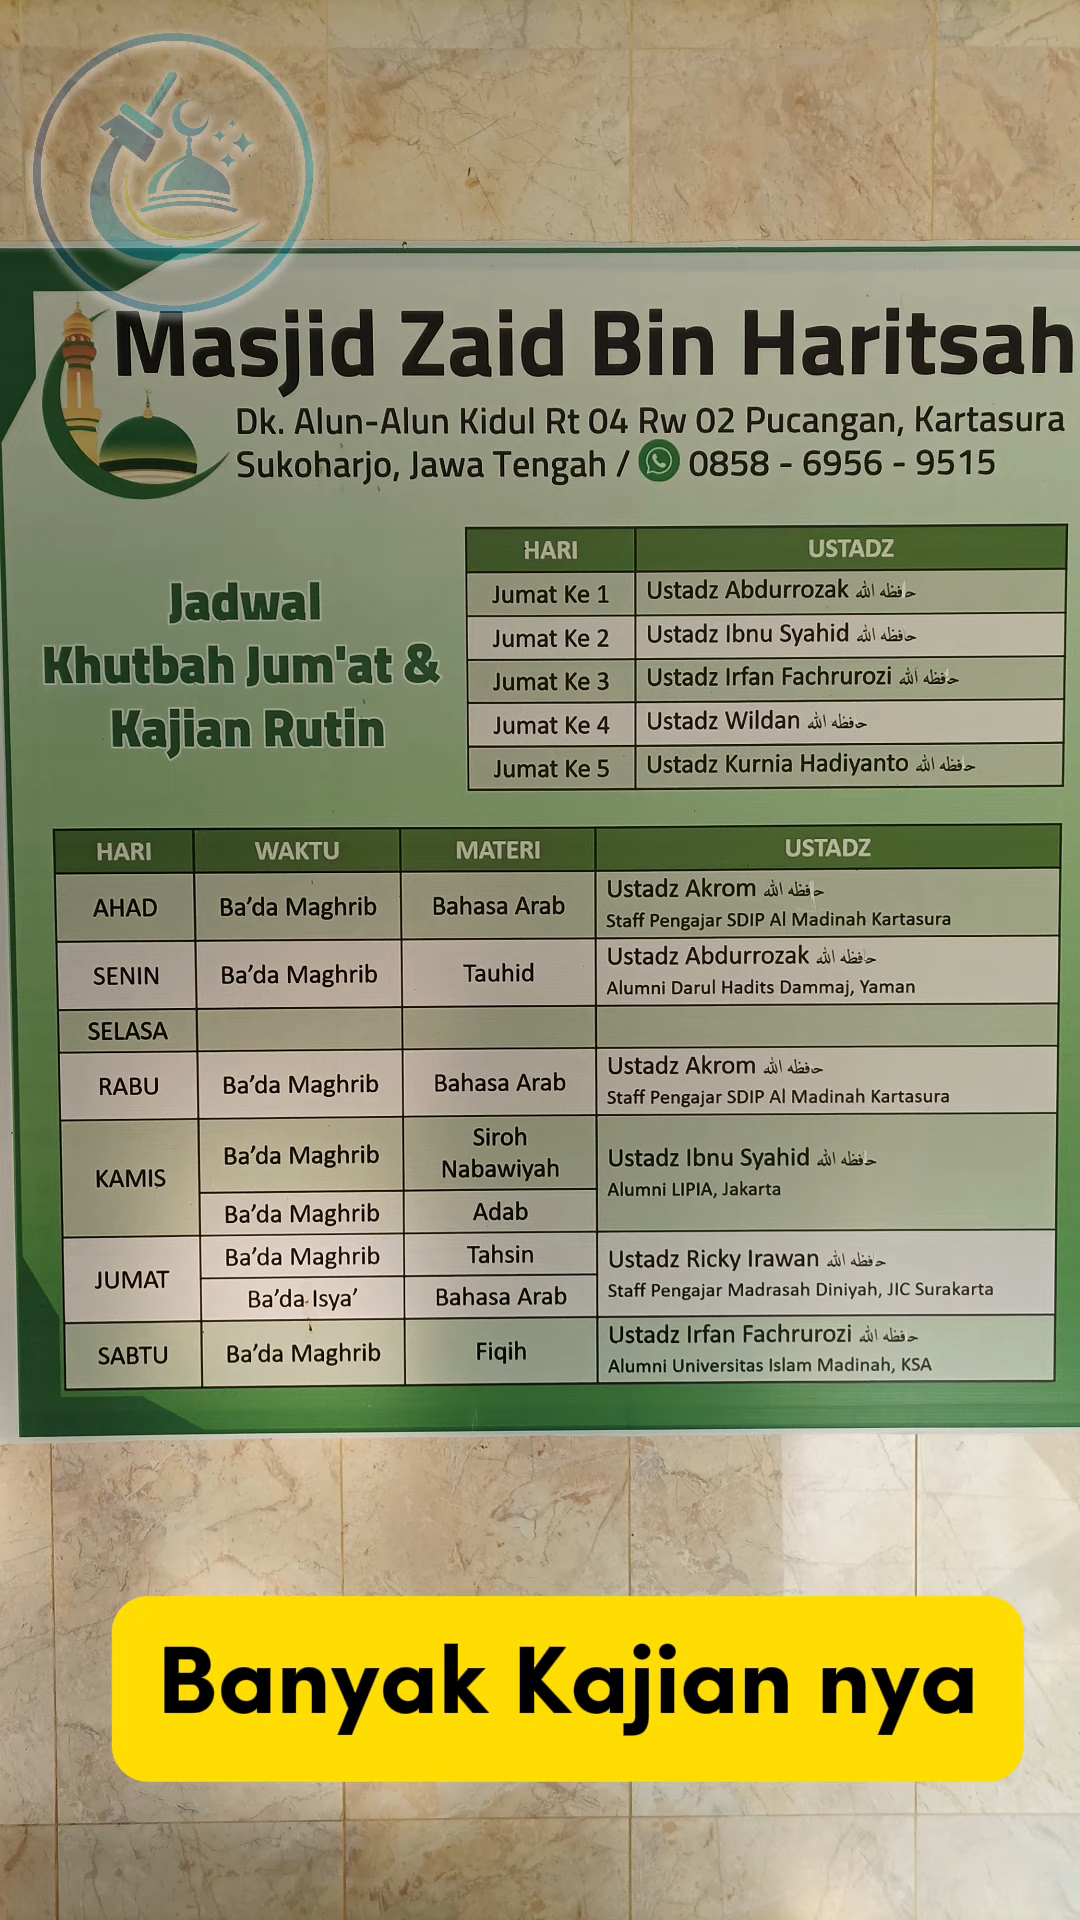 Masjid Zaid Bin Haritsah
Dk. Alun-Alun Kidul Rt 04 Rw 02 Pucangan, Kartasura
Sukoharjo, Jawa Tengah / 0858 - 6956 - 9515
Jadwal
Khutbah Jum'at &
Kajian Rutin
HARI USTADZ
Jumat Ke 1 Ustadz Abdurrozak حفظه الله
Jumat Ke 2 Ustadz Ibnu Syahid حفظه الله
Jumat Ke 3 Ustadz Irfan Fachrurozi حفظه الله
Jumat Ke 4 Ustadz Wildan حفظه الله
Jumat Ke 5 Ustadz Kurnia Hadiyanto حفظه الله
HARI WAKTU MATERI USTADZ
AHAD Ba'da Maghrib Bahasa Arab Ustadz Akrom حفظه الله
Staff Pengajar SDIP Al Madinah Kartasura
SENIN Ba'da Maghrib Tauhid Ustadz Abdurrozak حفظه الله
Alumni Darul Hadits Dammaj, Yaman
SELASA
RABU Ba'da Maghrib Bahasa Arab Ustadz Akrom حفظه الله
Staff Pengajar SDIP Al Madinah Kartasura
KAMIS Ba'da Maghrib Siroh
Nabawiyah
Ustadz Ibnu Syahid حفظه الله
Alumni LIPIA, Jakarta
Ba'da Maghrib Adab
JUMAT Ba'da Maghrib Tahsin Ustadz Ricky Irawan حفظه الله
Staff Pengajar Madrasah Diniyah, JIC Surakarta
Ba'da Isya' Bahasa Arab
SABTU Ba'da Maghrib Fiqih Ustadz Irfan Fachrurozi حفظه الله
Alumni Universitas Islam Madinah, KSA
Banyak Kajian nya